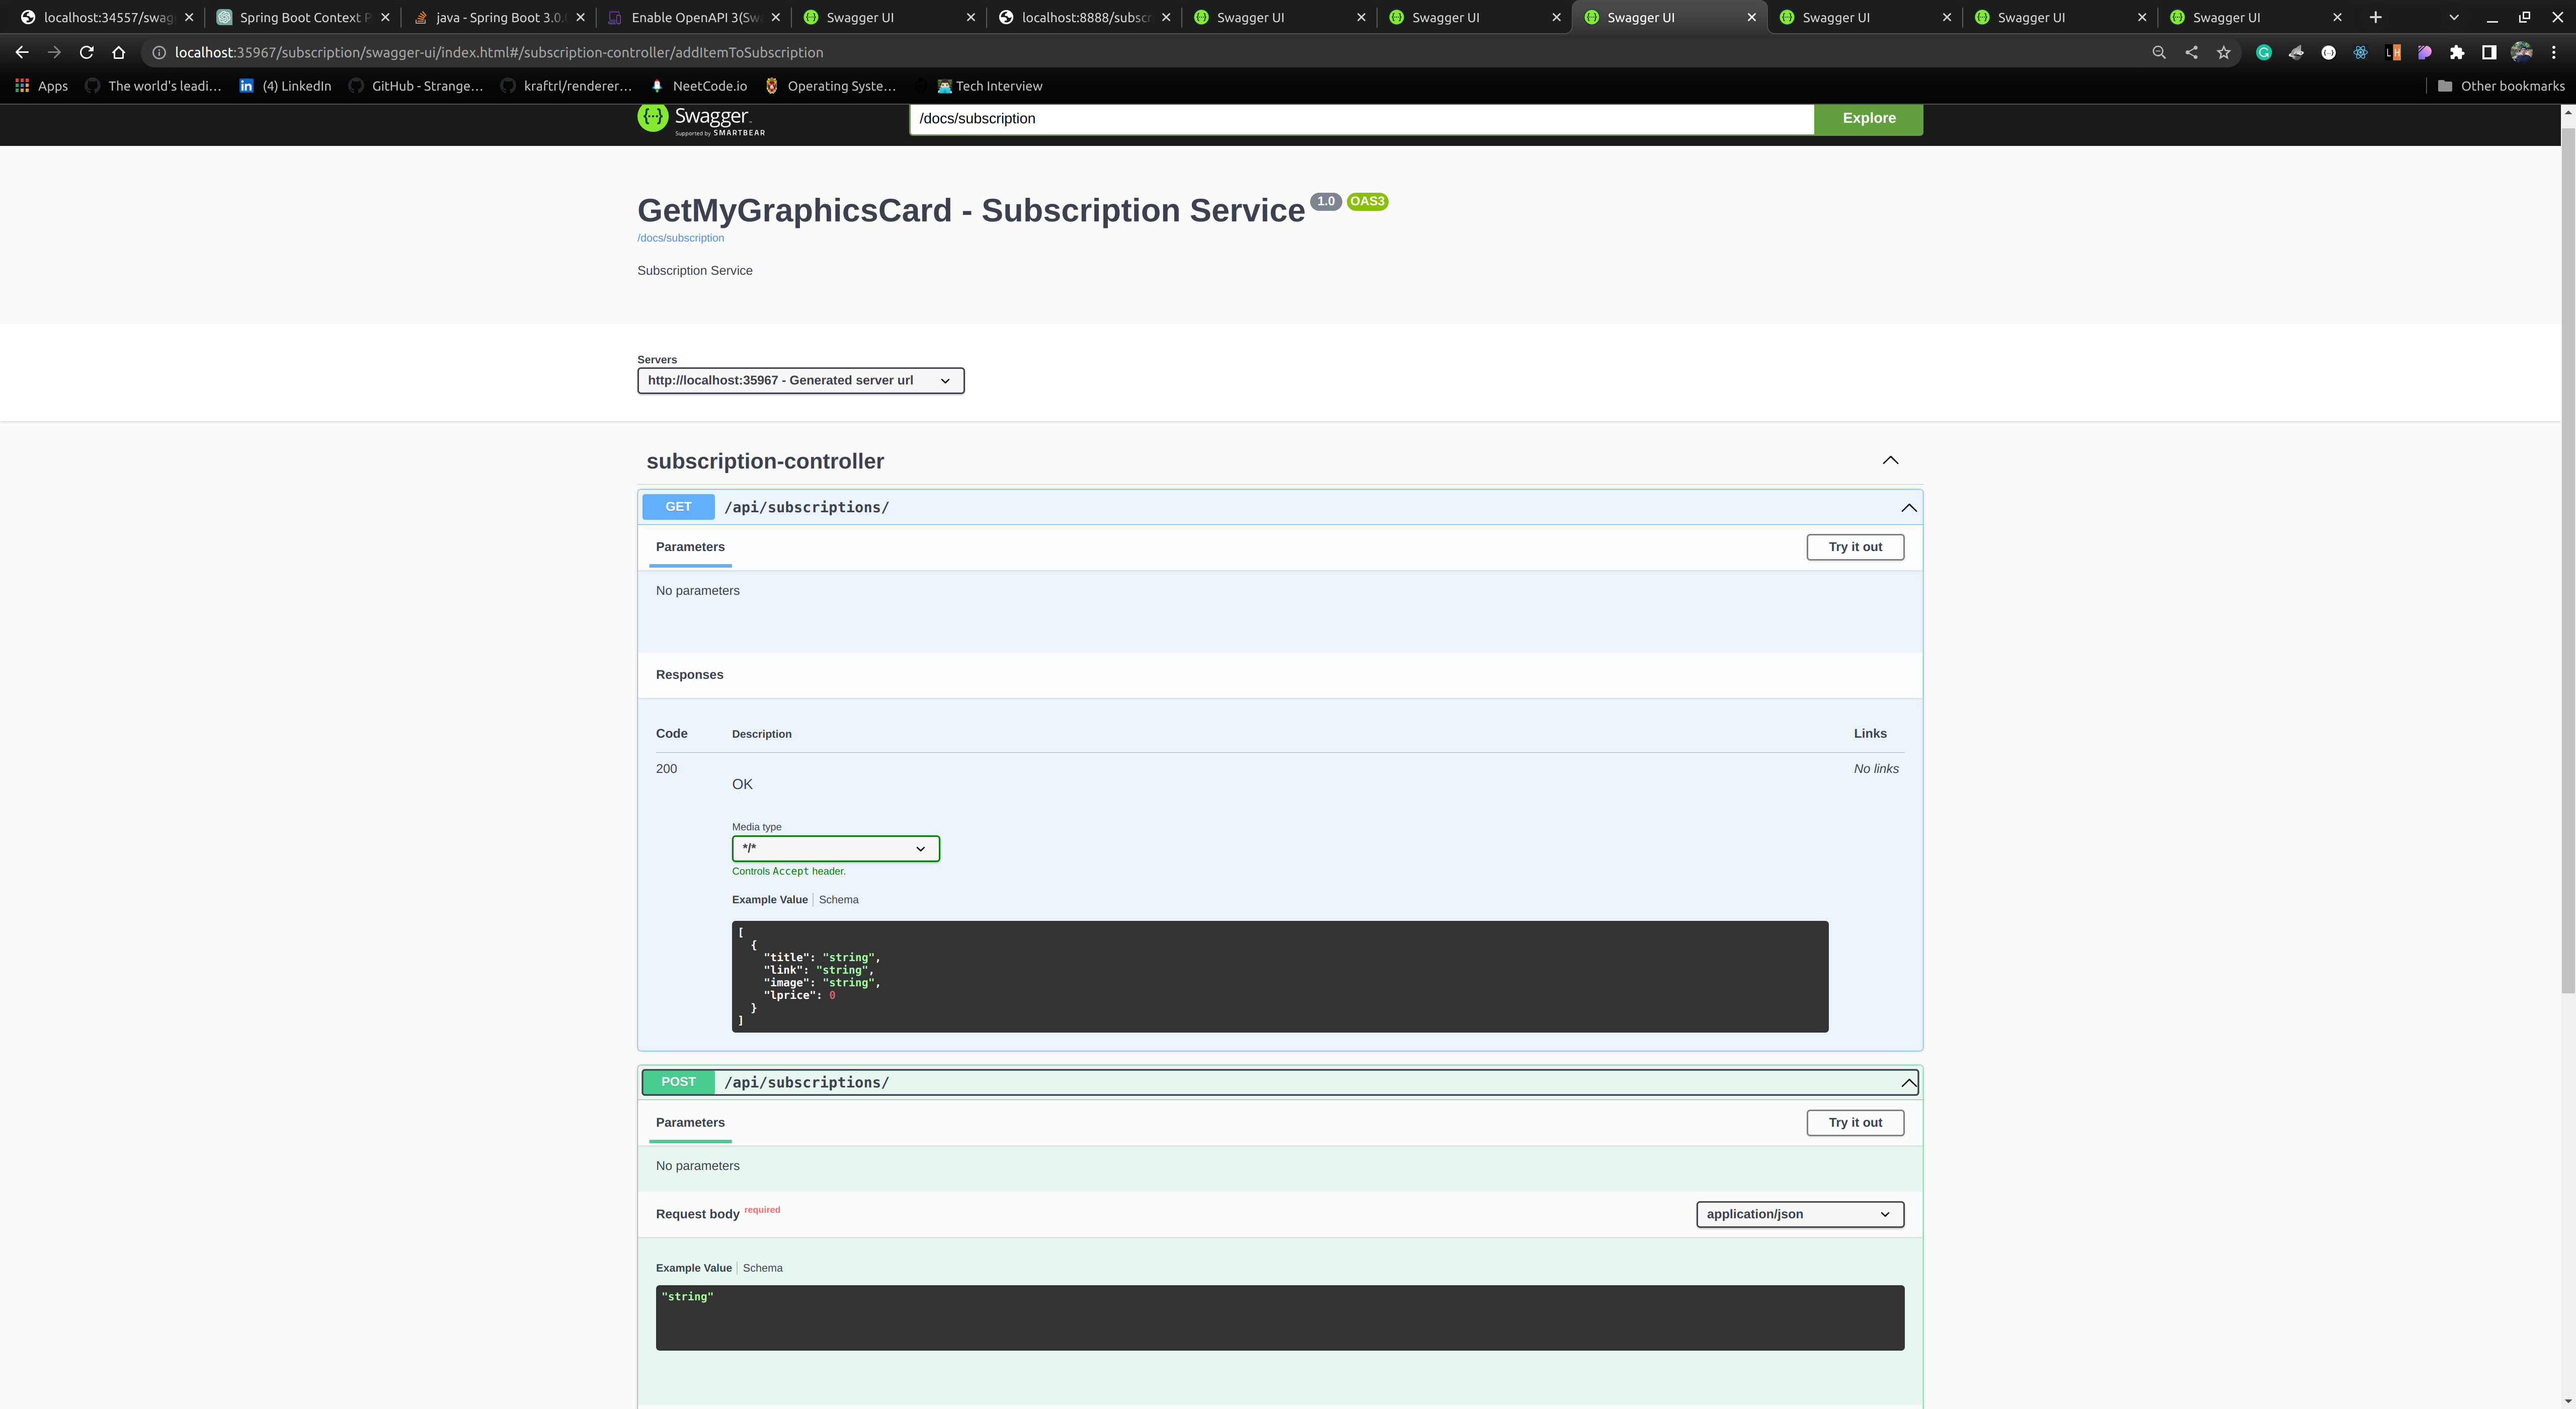 localhost:34557/swag
Spring Boot Context P
java - Spring Boot 3.0.
Enable OpenAPI 3(Sw
Swagger UI
localhost:8888/subscr
Swagger UI
Swagger UI
Swagger UI
Swagger UI
Swagger UI
Swagger UI
localhost:35967/subscription/swagger-ui/index.html#/subscription-controller/addItemToSubscription
Apps
The world's leadi...
(4) LinkedIn
GitHub - Strange...
kraftrl/renderer...
NeetCode.io
Operating Syste...
Tech Interview
Other bookmarks
Swagger
Supported by SMARTBEAR
/docs/subscription
Explore
GetMyGraphicsCard - Subscription Service 1.0 OAS3
/docs/subscription
Subscription Service
Servers
http://localhost:35967 - Generated server url
subscription-controller
GET /api/subscriptions/
Parameters
Try it out
No parameters
Responses
Code Description Links
200 OK No links
Media type
*/*
Controls Accept header.
Example Value Schema
[
{
"title": "string",
"link": "string",
"image": "string",
"lprice": 0
}
]
POST /api/subscriptions/
Parameters
Try it out
No parameters
Request body required
application/json
Example Value Schema
"string"